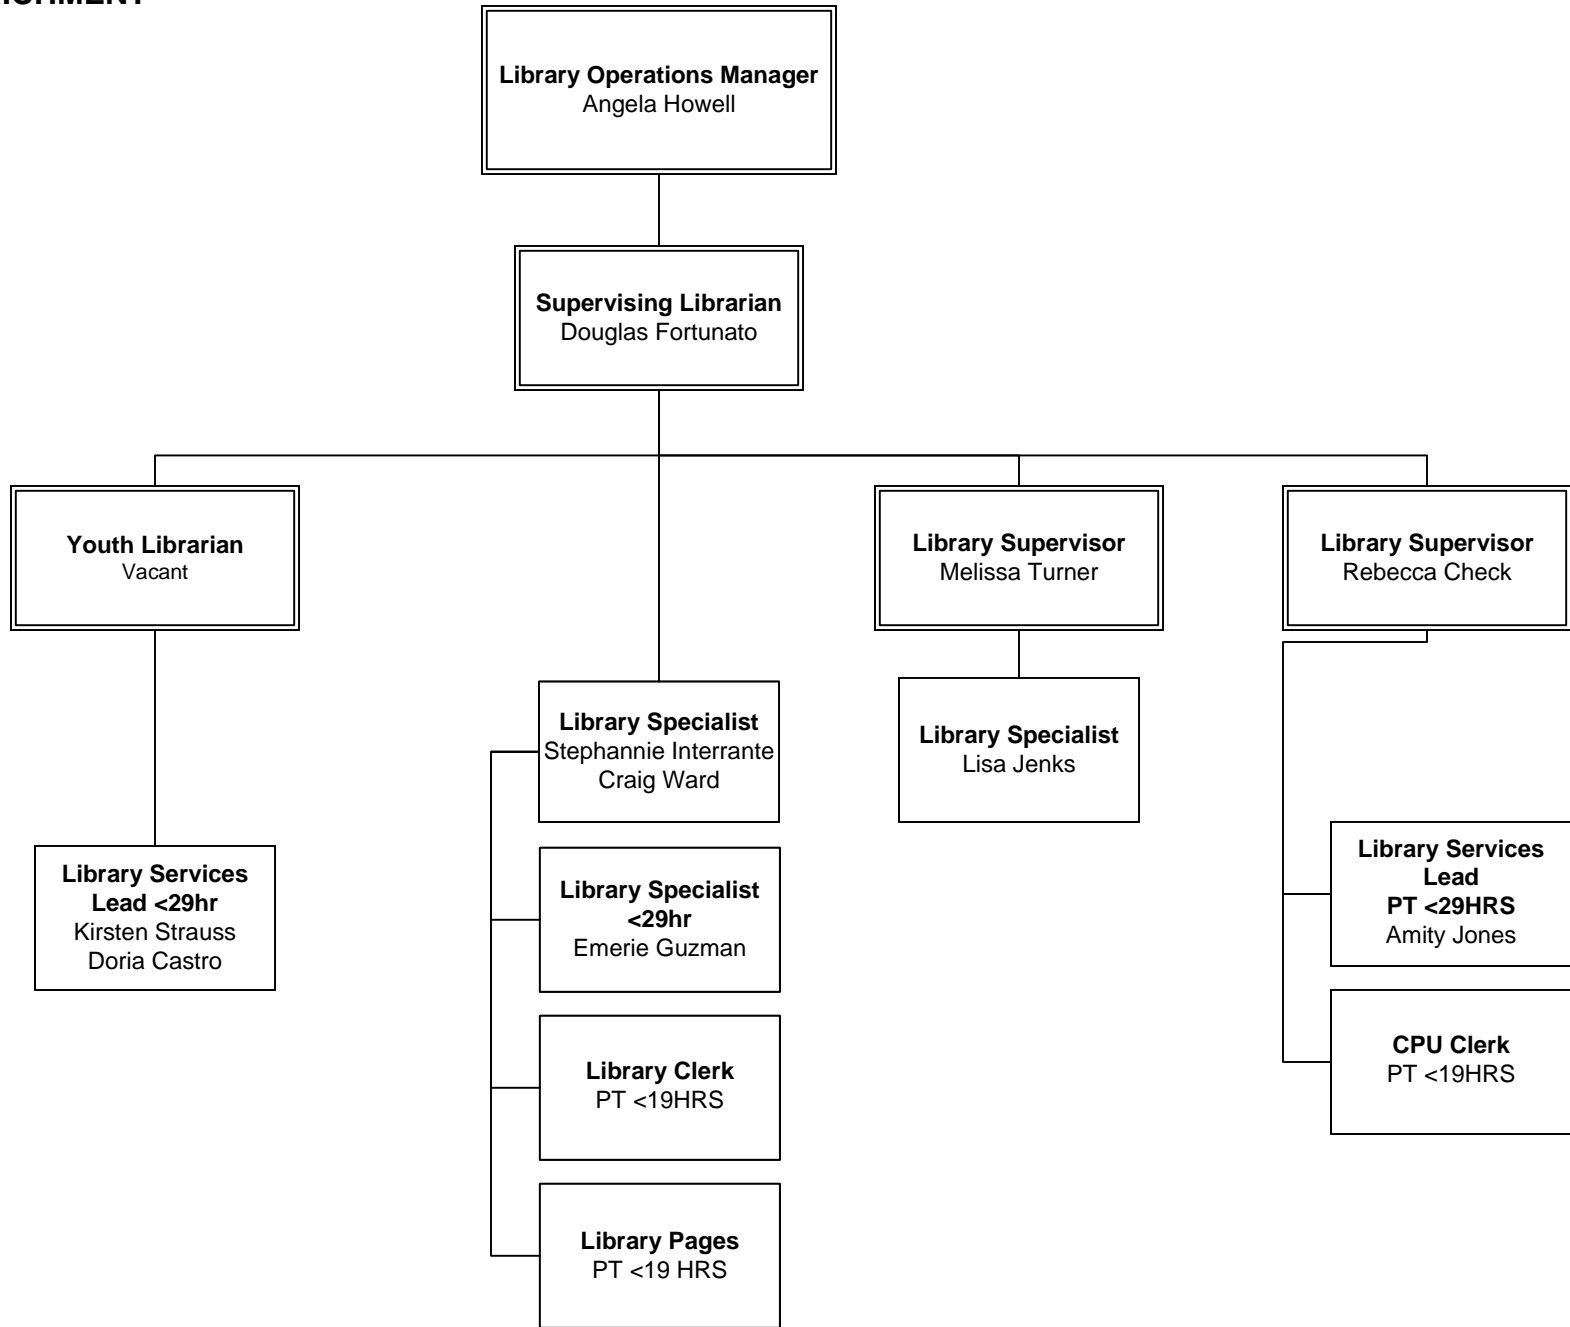 Library Operations Manager
Angela Howell
Supervising Librarian
Douglas Fortunato
Youth Librarian
Vacant
Library Supervisor
Melissa Turner
Library Supervisor
Rebecca Check
Library Specialist
Stephannie Interrante
Craig Ward
Library Specialist
Lisa Jenks
Library Services
Lead <29hr
Kirsten Strauss
Doria Castro
Library Specialist
<29hr
Emerie Guzman
Library Services
Lead
PT <29HRS
Amity Jones
Library Clerk
PT <19HRS
CPU Clerk
PT <19HRS
Library Pages
PT <19 HRS